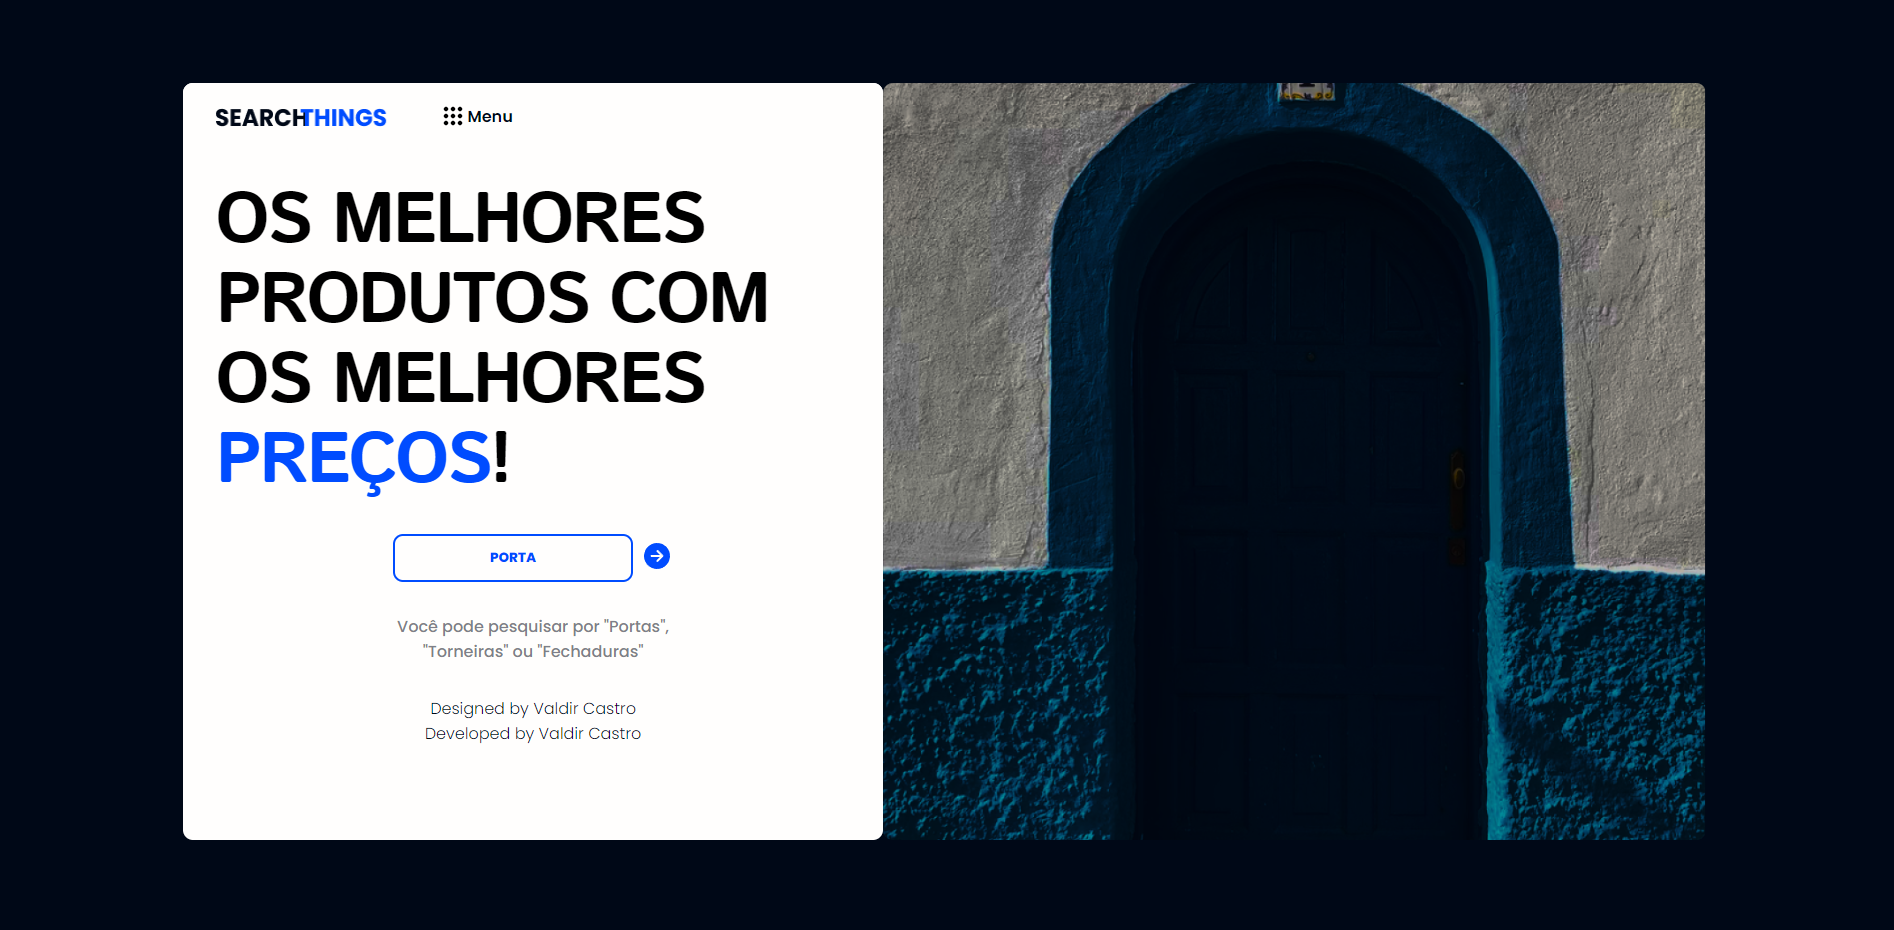 SEARCHTHINGS
Menu
OS MELHORES
PRODUTOS COM
OS MELHORES
PREÇOS!
PORTA
Você pode pesquisar por "Portas",
"Torneiras" ou "Fechaduras"
Designed by Valdir Castro
Developed by Valdir Castro